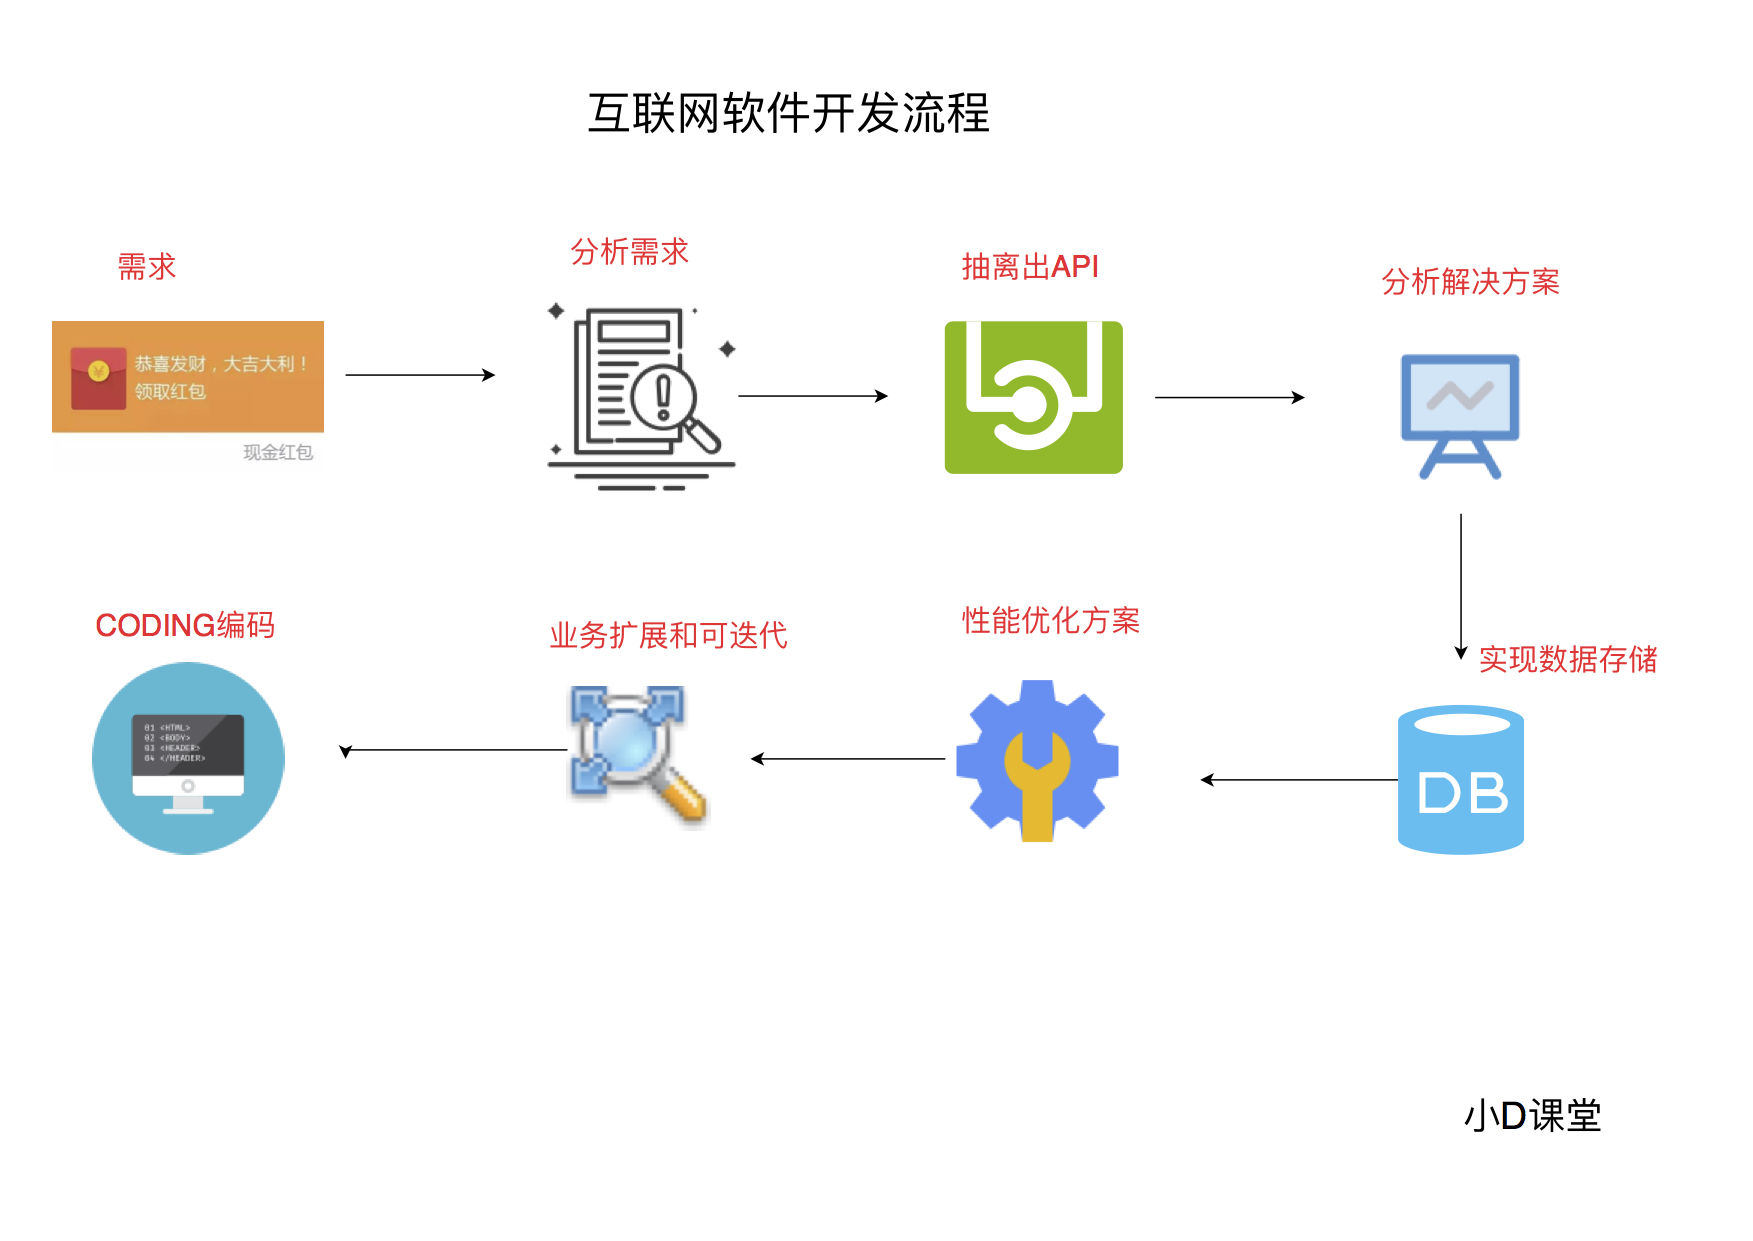 互联网软件开发流程
需求
分析需求
抽离出API
分析解决方案
恭喜发财，大吉大利！
领取红包
现金红包
CODING编码
业务扩展和可迭代
性能优化方案
实现数据存储
01 <HTML>
02 <BODY>
03 <HEADER>
04 </HEADER>
DB
小D课堂